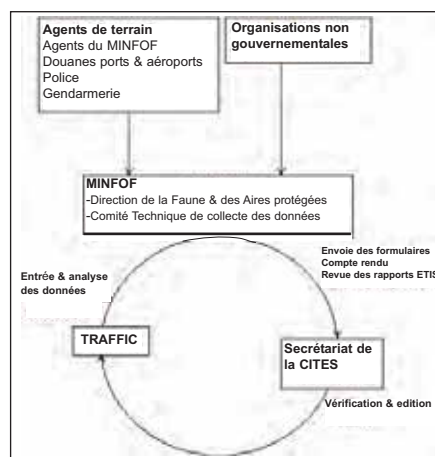 Agents de terrain
Agents du MINFOF
Douanes ports & aéroports
Police
Gendarmerie
Organisations non
gouvernementales
MINFOF
-Direction de la Faune & des Aires protégées
-Comité Technique de collecte des données
Envoie des formulaires
Compte rendu
Revue des rapports ETIS
Entrée & analyse
des données
TRAFFIC
Secrétariat de
la CITES
Vérification & edition